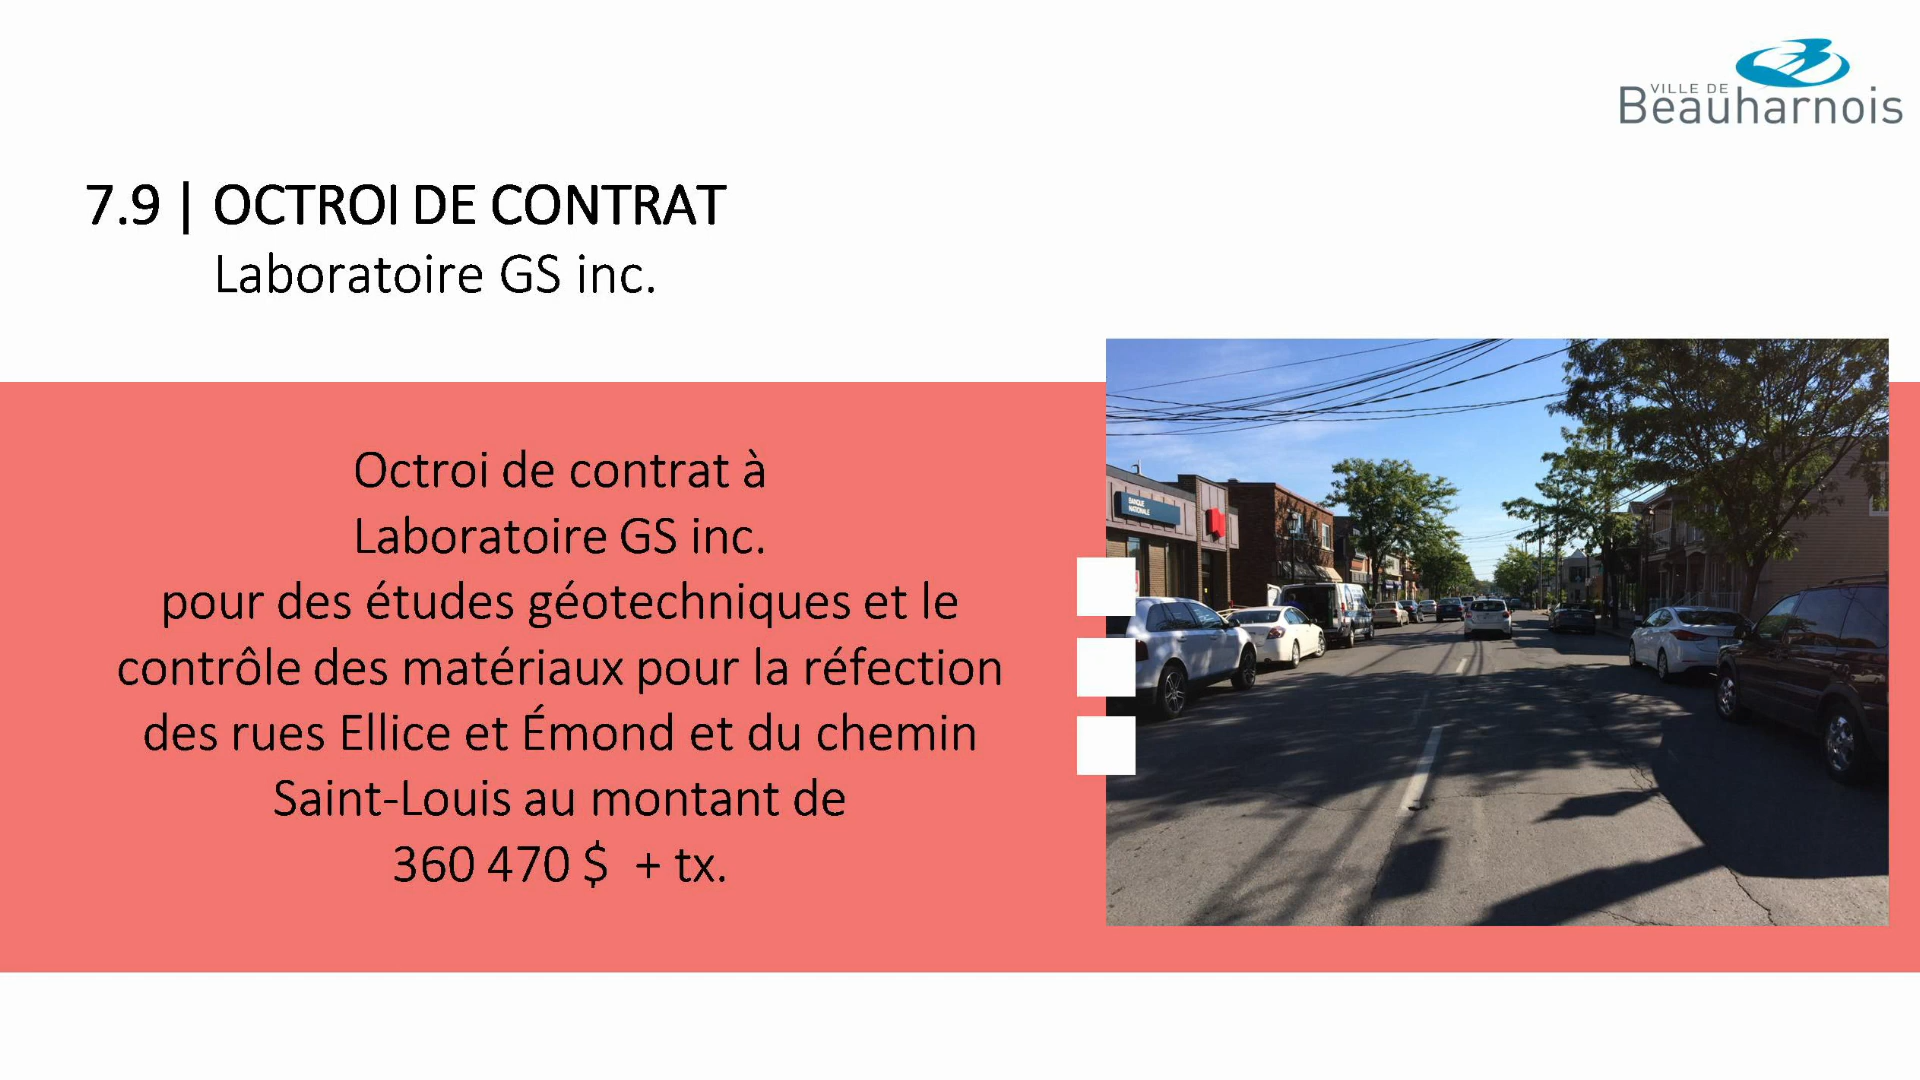 VILLE DE
Beauharnois
7.9 | OCTROI DE CONTRAT
Laboratoire GS inc.
Octroi de contrat à
Laboratoire GS inc.
pour des études géotechniques et le
contrôle des matériaux pour la réfection
des rues Ellice et Émond et du chemin
Saint-Louis au montant de
360 470 $ + tx.
BANQUE
NATIONALE